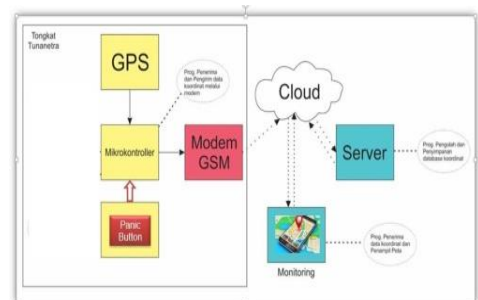 Tongkat
Tunanetra
GPS
Prog. Penerima
dan Pengirim data
koordinat melalui
modem
Cloud
Mikrokontroller
Modem
GSM
Server
Prog. Pengolah dan
Penyimpanan
database koordinat
Panic
Button
Prog. Penerima
data koordinat dan
Penampil Peta
Monitoring